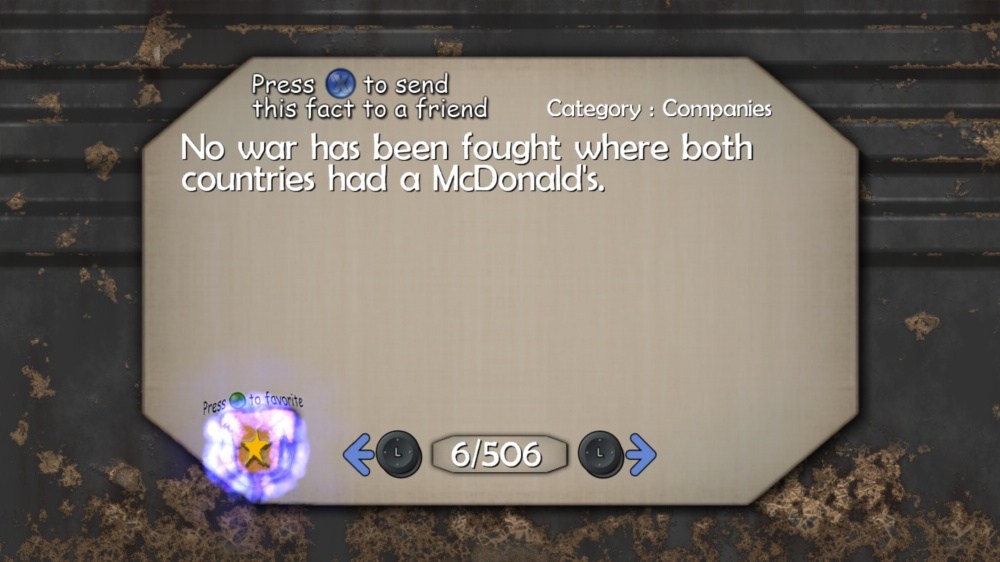 Press X to send
this fact to a friend
Category : Companies
No war has been fought where both
countries had a McDonald's.
Press to favorite
L 6/506 L